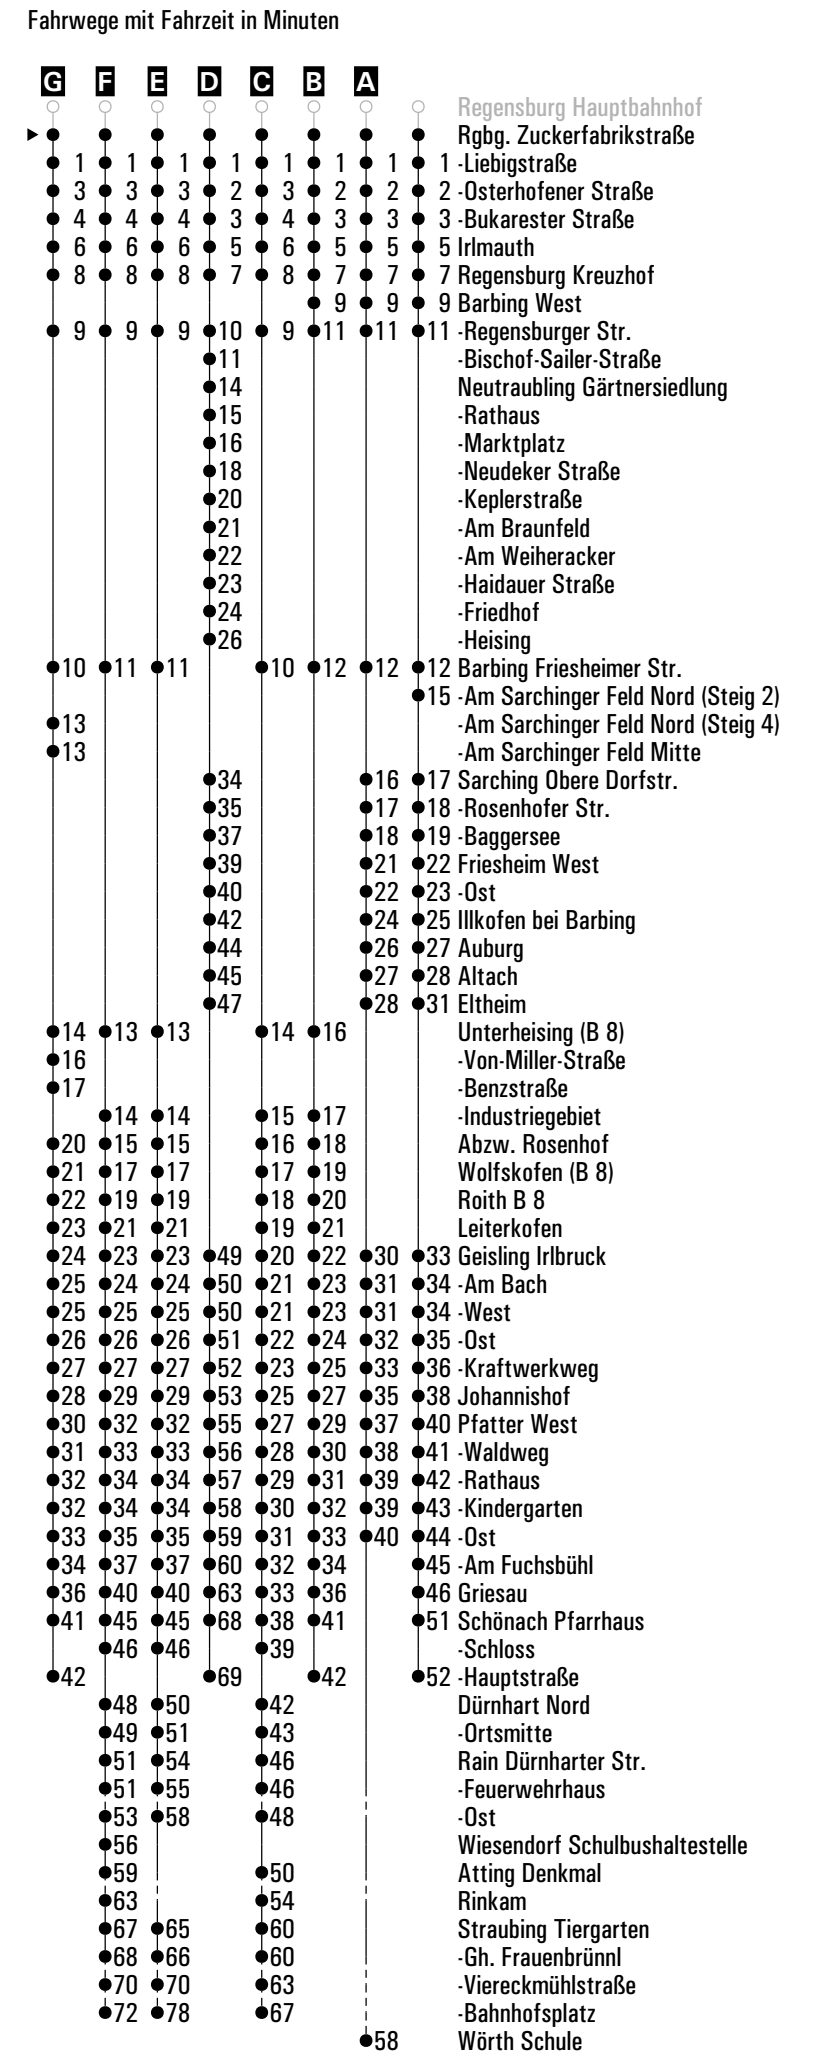 Fahrwege mit Fahrzeit in Minuten
G F E D C B A
Regensburg Hauptbahnhof
Rgbg. Zuckerfabrikstraße
1 1 1 1 1 1 1 1 -Liebigstraße
3 3 3 2 3 2 2 2 -Osterhofener Straße
4 4 4 3 4 3 3 3 -Bukarester Straße
6 6 6 5 6 5 5 5 Irlmauth
8 8 8 7 8 7 7 7 Regensburg Kreuzhof
9 9 9 Barbing West
9 9 9 10 9 11 11 11 -Regensburger Str.
11 -Bischof-Sailer-Straße
14 Neutraubling Gärtnersiedlung
15 -Rathaus
16 -Marktplatz
18 -Neudeker Straße
20 -Keplerstraße
21 -Am Braunfeld
22 -Am Weiheracker
23 -Haidauer Straße
24 -Friedhof
26 -Heising
10 11 11 10 12 12 12 Barbing Friesheimer Str.
15 -Am Sarchinger Feld Nord (Steig 2)
13 -Am Sarchinger Feld Nord (Steig 4)
13 -Am Sarchinger Feld Mitte
34 16 17 Sarching Obere Dorfstr.
35 17 18 -Rosenhofer Str.
37 18 19 -Baggersee
39 21 22 Friesheim West
40 22 23 -Ost
42 24 25 Illkofen bei Barbing
44 26 27 Auburg
45 27 28 Altach
47 28 31 Eltheim
14 13 13 14 16 Unterheising (B 8)
16 -Von-Miller-Straße
17 -Benzstraße
14 14 15 17 -Industriegebiet
20 15 15 16 18 Abzw. Rosenhof
21 17 17 17 19 Wolfskofen (B 8)
22 19 19 18 20 Roith B 8
23 21 21 19 21 Leiterkofen
24 23 23 49 20 22 30 33 Geisling Irlbruck
25 24 24 50 21 23 31 34 -Am Bach
25 25 25 50 21 23 31 34 -West
26 26 26 51 22 24 32 35 -Ost
27 27 27 52 23 25 33 36 -Kraftwerkweg
28 29 29 53 25 27 35 38 Johannishof
30 32 32 55 27 29 37 40 Pfatter West
31 33 33 56 28 30 38 41 -Waldweg
32 34 34 57 29 31 39 42 -Rathaus
32 34 34 58 30 32 39 43 -Kindergarten
33 35 35 59 31 33 40 44 -Ost
34 37 37 60 32 34 45 -Am Fuchsbühl
36 40 40 63 33 36 46 Griesau
41 45 45 68 38 41 51 Schönach Pfarrhaus
46 46 39 -Schloss
42 69 42 52 -Hauptstraße
48 50 42 Dürnhart Nord
49 51 43 -Ortsmitte
51 54 46 Rain Dürnharter Str.
51 55 46 -Feuerwehrhaus
53 58 48 -Ost
56 Wiesendorf Schulbushaltestelle
59 50 Atting Denkmal
63 54 Rinkam
67 65 60 Straubing Tiergarten
68 66 60 -Gh. Frauenbrünnl
70 70 63 -Viereckmühlstraße
72 78 67 -Bahnhofsplatz
58 Wörth Schule